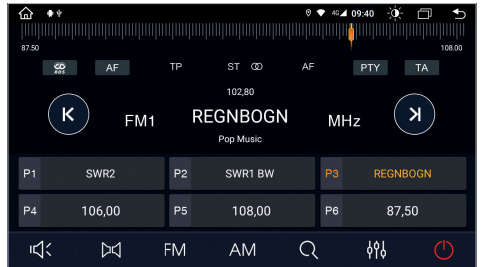 4G 09:40
87.50 108.00
RDS AF TP ST AF PTY TA
102,80
FM1 REGNBOGN MHz
Pop Music
P1 SWR2 P2 SWR1 BW P3 REGNBOGN
P4 106,00 P5 108,00 P6 87,50
FM AM